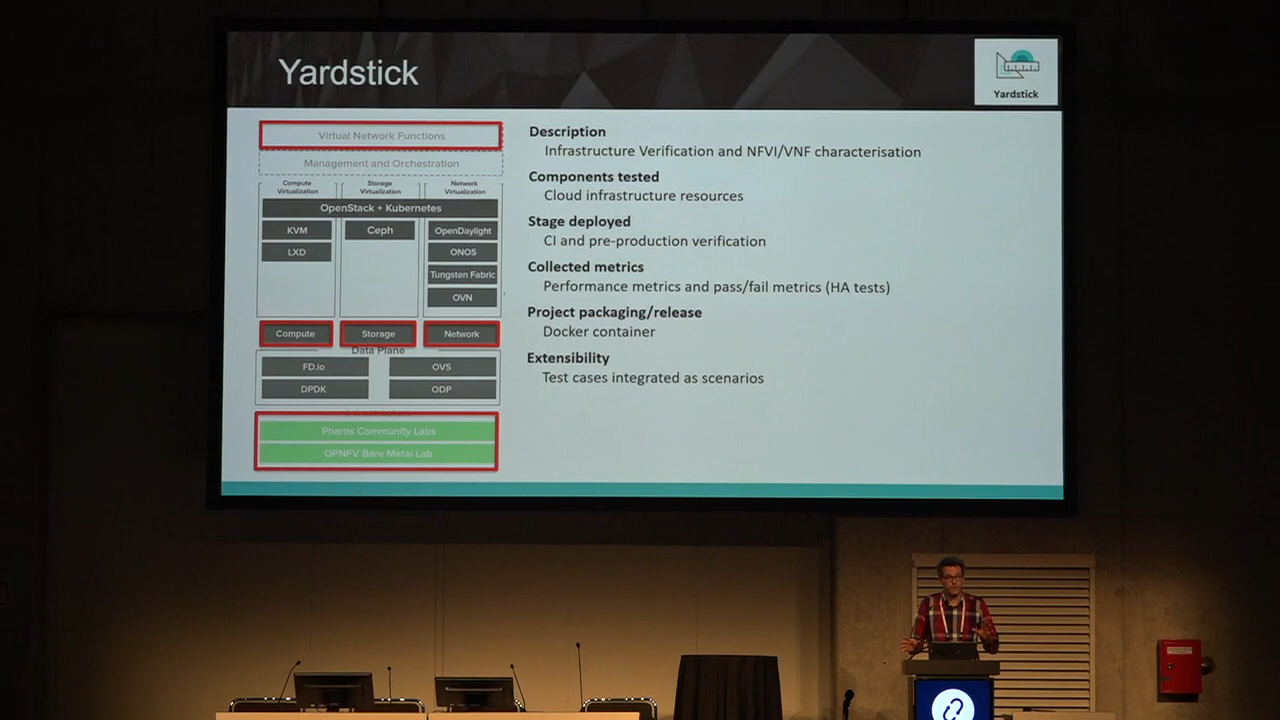 Yardstick
Yardstick
Virtual Network Functions
Management and Orchestration
Compute Virtualization
Storage Virtualization
Network Virtualization
OpenStack + Kubernetes
KVM
LXD
Ceph
OpenDaylight
ONOS
Tungsten Fabric
OVN
Compute
Storage
Network
Data Plane
FD.io
OVS
DPDK
ODP
Infrastructure
Pharos Community Labs
OPNFV Bare Metal Lab
Description
Infrastructure Verification and NFVI/VNF characterisation
Components tested
Cloud infrastructure resources
Stage deployed
CI and pre-production verification
Collected metrics
Performance metrics and pass/fail metrics (HA tests)
Project packaging/release
Docker container
Extensibility
Test cases integrated as scenarios